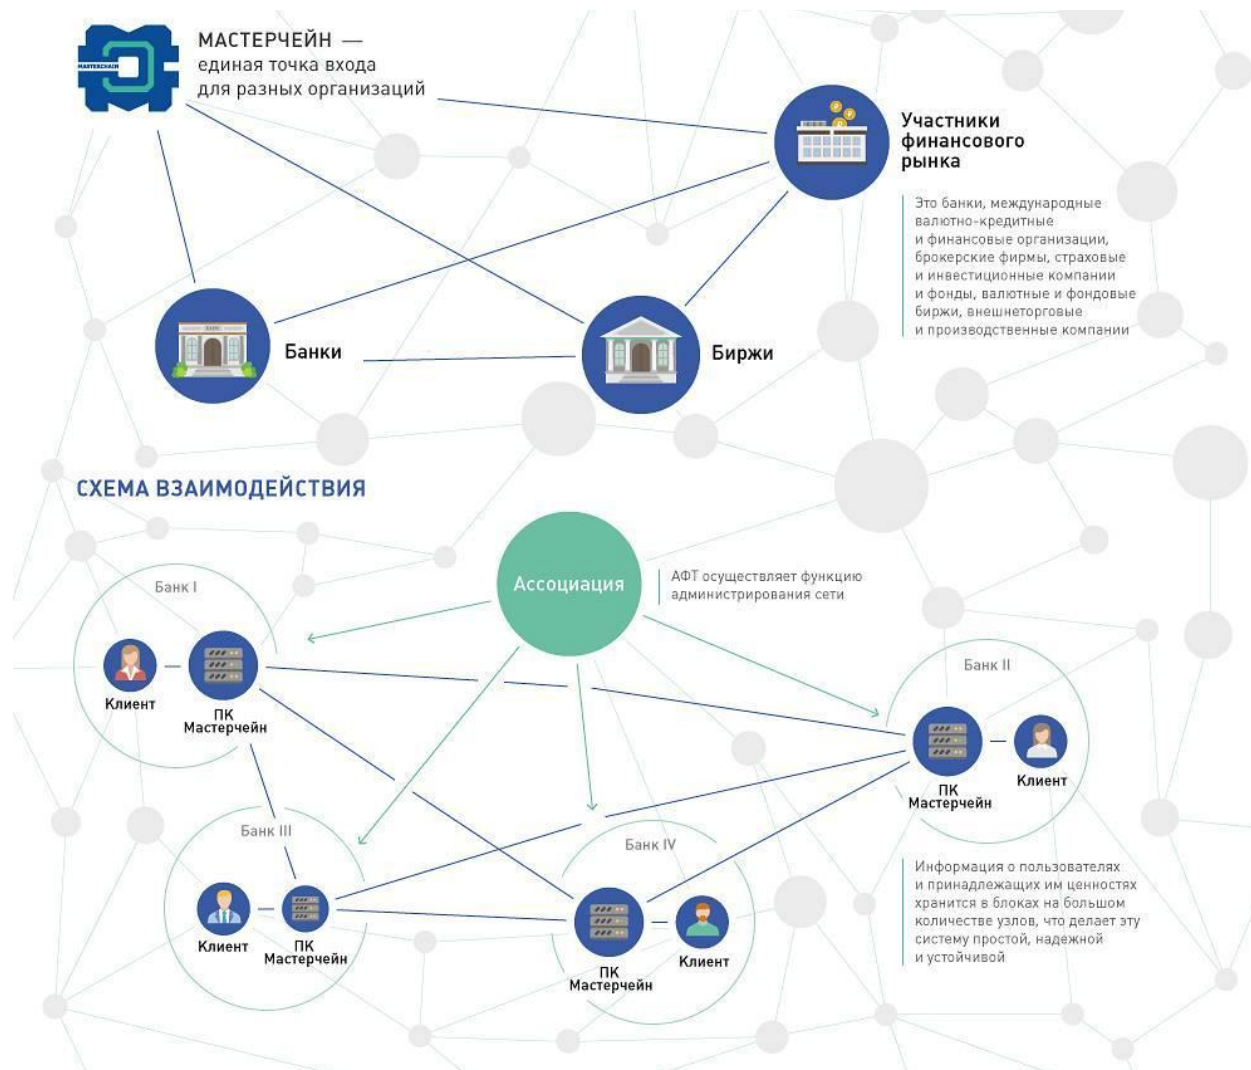 МАСТЕРЧЕЙН —
единая точка входа
для разных организаций
MASTERCHAIN
Участники
финансового
рынка
Это банки, международные
валютно-кредитные
и финансовые организации,
брокерские фирмы, страховые
и инвестиционные компании
и фонды, валютные и фондовые
биржи, внешнеторговые
и производственные компании
Банки
Биржи
СХЕМА ВЗАИМОДЕЙСТВИЯ
Ассоциация
АФТ осуществляет функцию
администрирования сети
Банк I
Клиент
ПК
Мастерчейн
Банк II
ПК
Мастерчейн
Клиент
Банк III
Клиент
ПК
Мастерчейн
Банк IV
ПК
Мастерчейн
Клиент
Информация о пользователях
и принадлежащих им ценностях
хранится в блоках на большом
количестве узлов, что делает эту
систему простой, надежной
и устойчивой